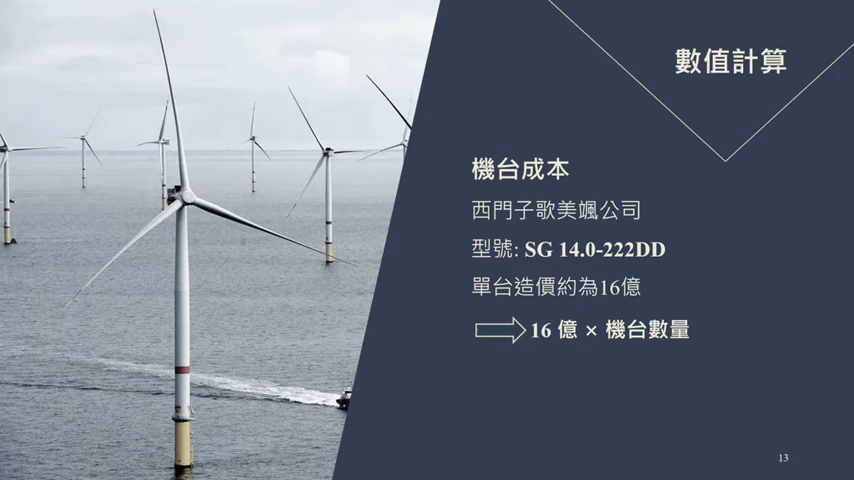 數值計算
機台成本
西門子歌美颯公司
型號: SG 14.0-222DD
單台造價約為16億
16 億 × 機台數量
13